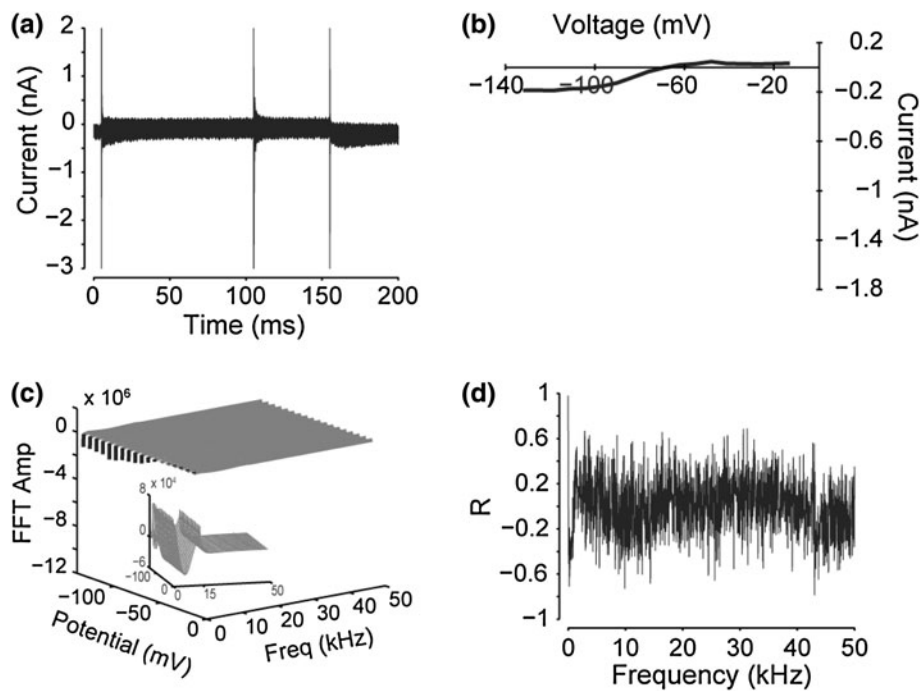 (a)
2
1
0
−1
−2
−3
Current (nA)
0 50 100 150 200
Time (ms)
(b)
Voltage (mV)
−140 −100 −60 −20
0.2
−0.2
−0.6
−1
−1.4
−1.8
Current (nA)
(c)
x 10⁶
0
−4
−6
−8
−12
FFT Amp
−100
−50
0
Potential (mV)
0 10 20 30 40 50
Freq (kHz)
8 x 10⁴
0
−6
−100
0
0 15 50
(d)
1
0.6
0.2
−0.2
−0.6
−1
R
0 10 20 30 40 50
Frequency (kHz)